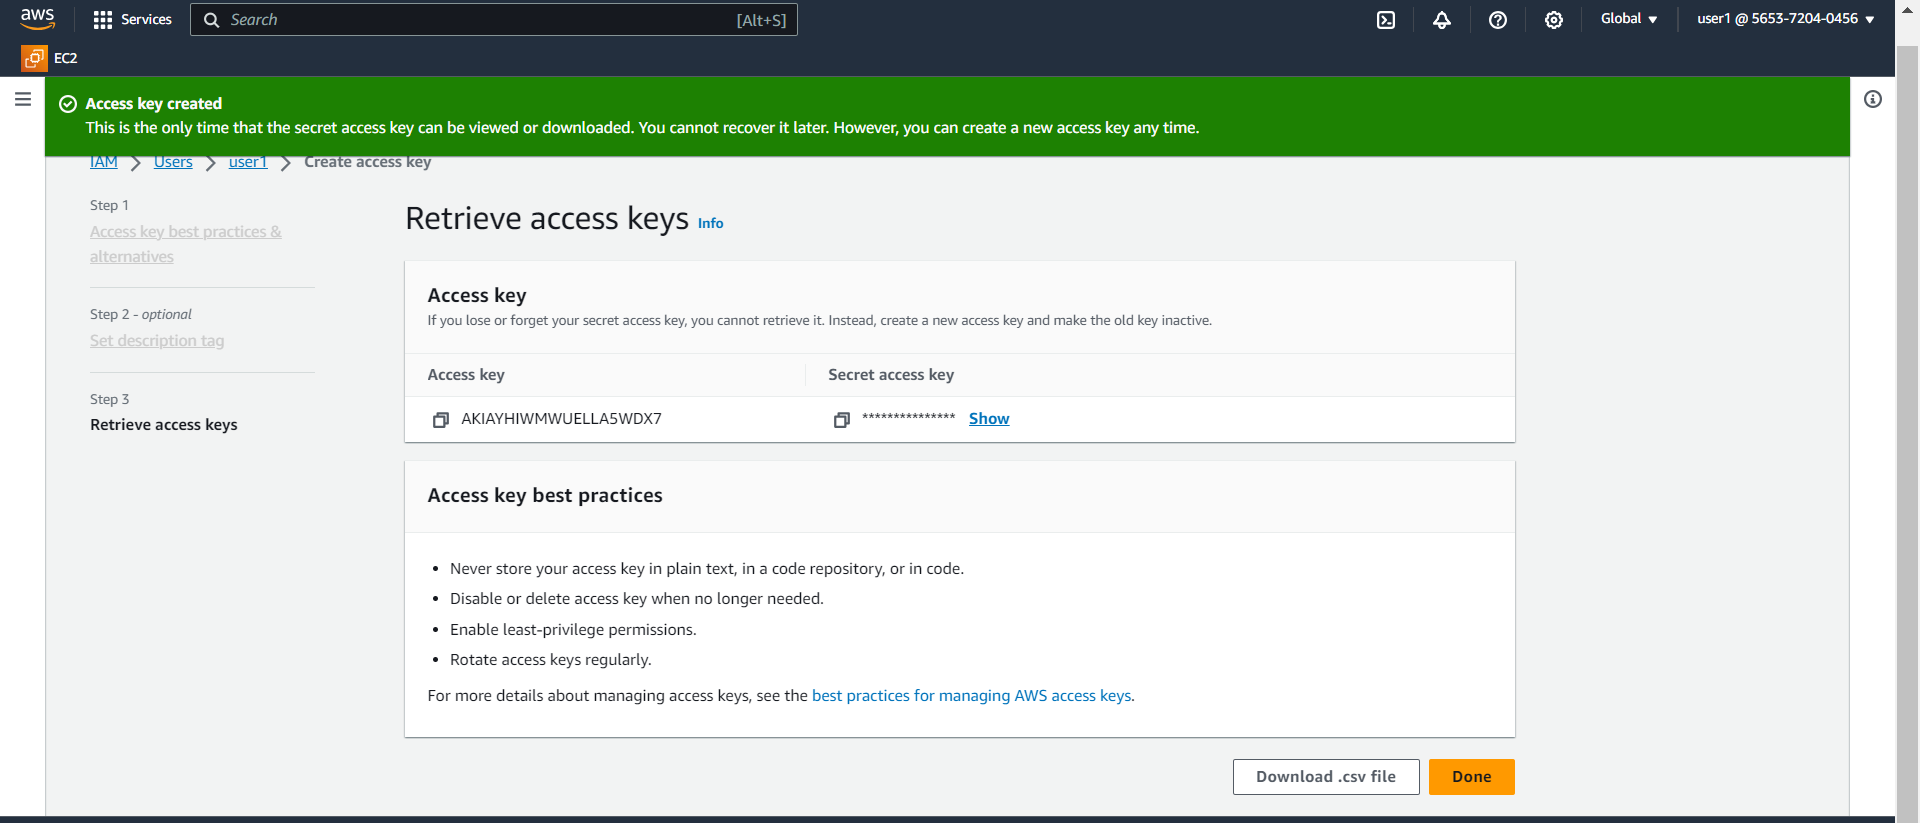 aws
Services
Search
[Alt+S]
Global
user1 @ 5653-7204-0456
EC2
Access key created
This is the only time that the secret access key can be viewed or downloaded. You cannot recover it later. However, you can create a new access key any time.
IAM
Users
user1
Create access key
Step 1
Access key best practices &
alternatives
Step 2 - optional
Set description tag
Step 3
Retrieve access keys
Retrieve access keys Info
Access key
If you lose or forget your secret access key, you cannot retrieve it. Instead, create a new access key and make the old key inactive.
Access key
Secret access key
AKIAYHIWMWUELLA5WDX7
*************** Show
Access key best practices
• Never store your access key in plain text, in a code repository, or in code.
• Disable or delete access key when no longer needed.
• Enable least-privilege permissions.
• Rotate access keys regularly.
For more details about managing access keys, see the best practices for managing AWS access keys.
Download .csv file
Done